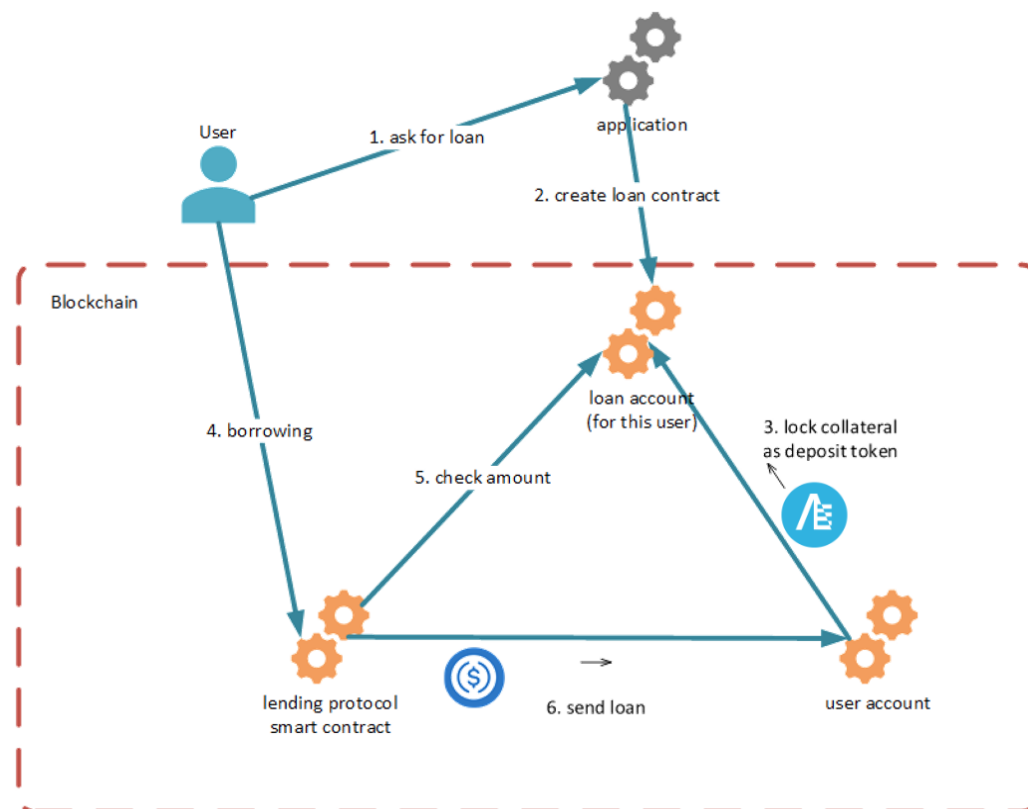 application
User
1. ask for loan
2. create loan contract
Blockchain
loan account
(for this user)
3. lock collateral
as deposit token
4. borrowing
5. check amount
$
lending protocol
smart contract
6. send loan
user account